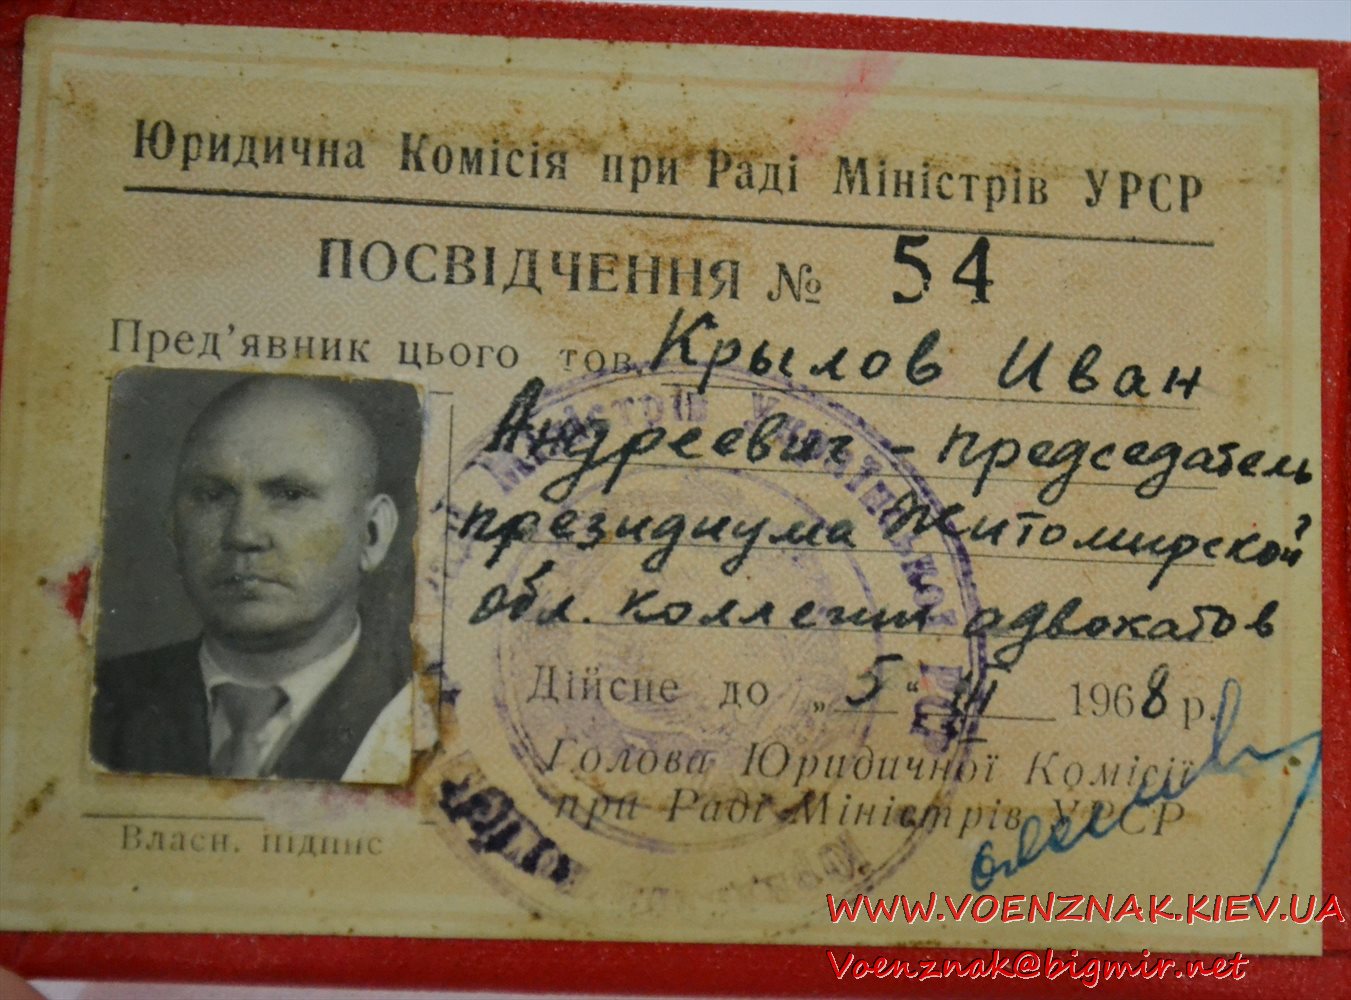 Юридична Комісія при Раді Міністрів УРСР
ПОСВІДЧЕННЯ № 54
Пред'явник цього тов. Крылов Иван
Андреевич - председатель
президиума Житомирской
обл. коллегии адвокатов
Дійсне до „5“ III 1968 р.
Голова Юридичної Комісії
при Раді Міністрів УРСР
Власн. підпис
WWW.VOENZNAK.KIEV.UA
Voenznak@bigmir.net